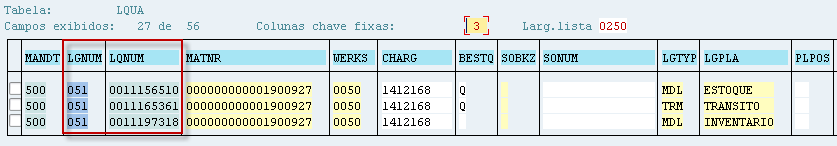 Tabela: LQUA
Campos exibidos: 27 de 56 Colunas chave fixas: 3 Larg.lista 0250
MANDT LGNUM LQNUM MATNR WERKS CHARG BESTQ SOBKZ SONUM LGTYP LGPLA PLPOS
500 051 0011156510 000000000001900927 0050 1412168 Q MDL ESTOQUE
500 051 0011165361 000000000001900927 0050 1412168 Q TRM TRANSITO
500 051 0011197318 000000000001900927 0050 1412168 MDL INVENTARIO